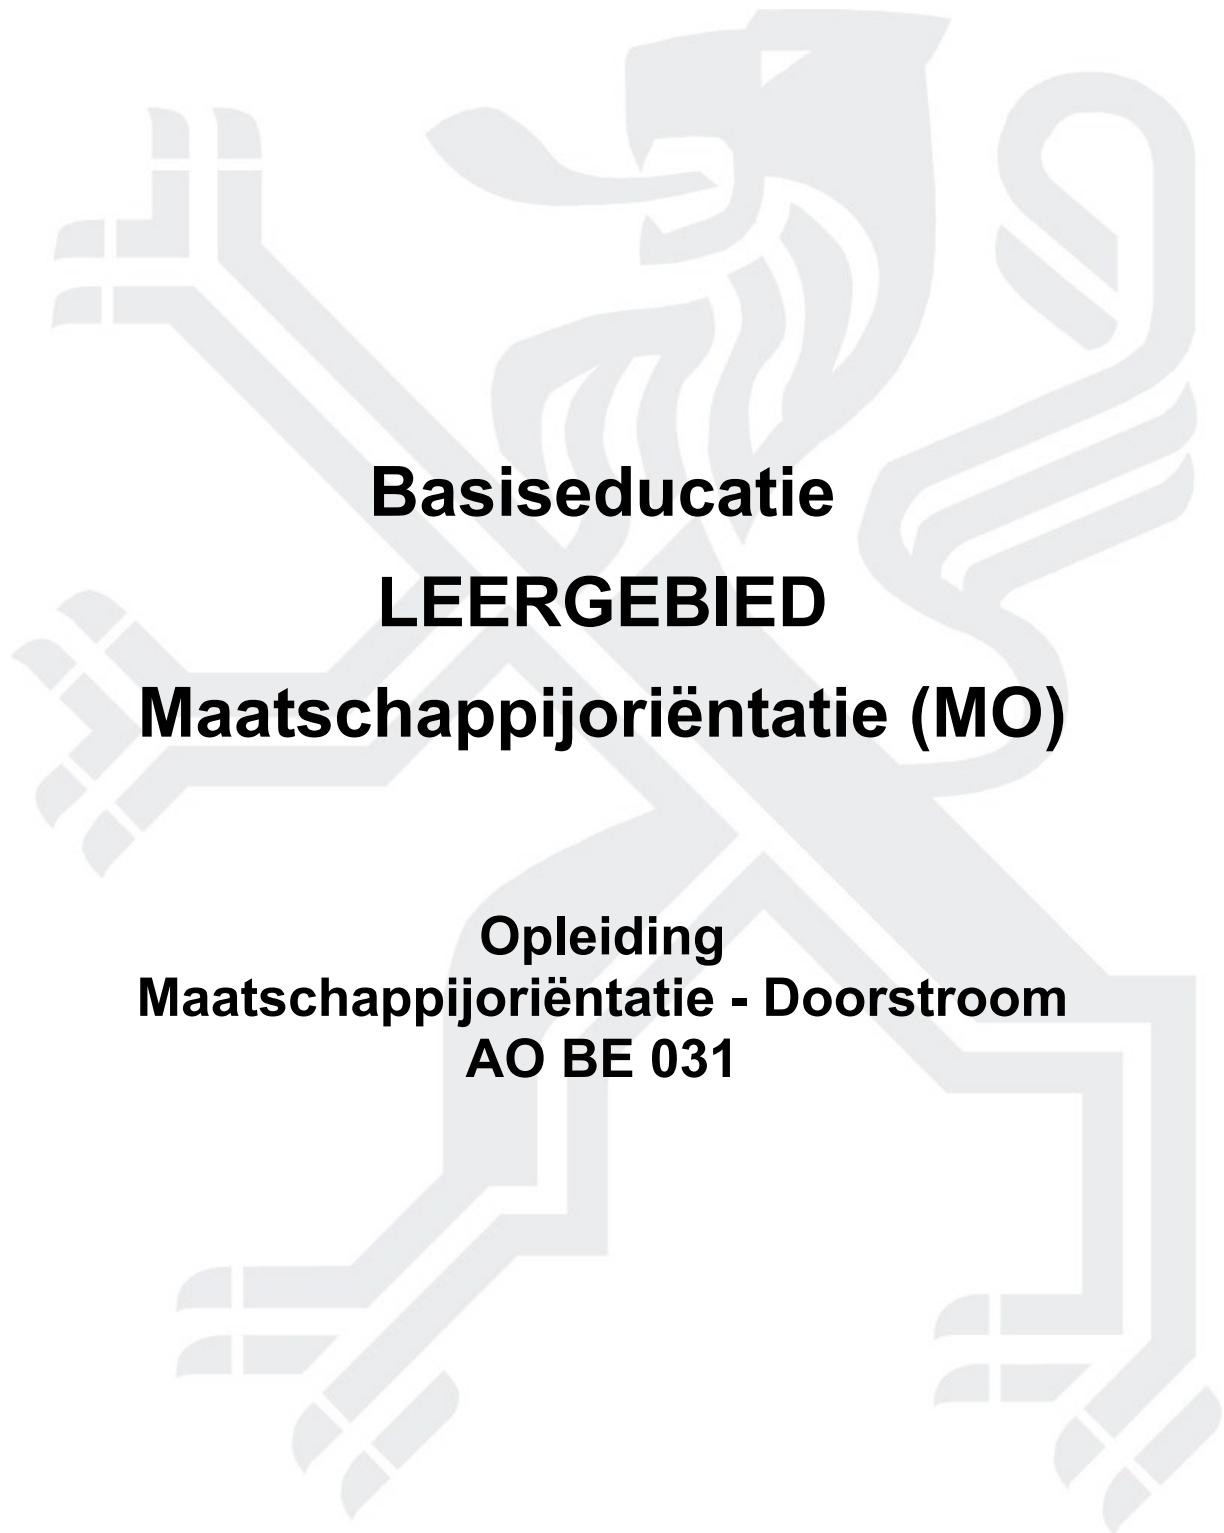 Basiseducatie
LEERGEBIED
Maatschappijoriëntatie (MO)
Opleiding
Maatschappijoriëntatie - Doorstroom
AO BE 031